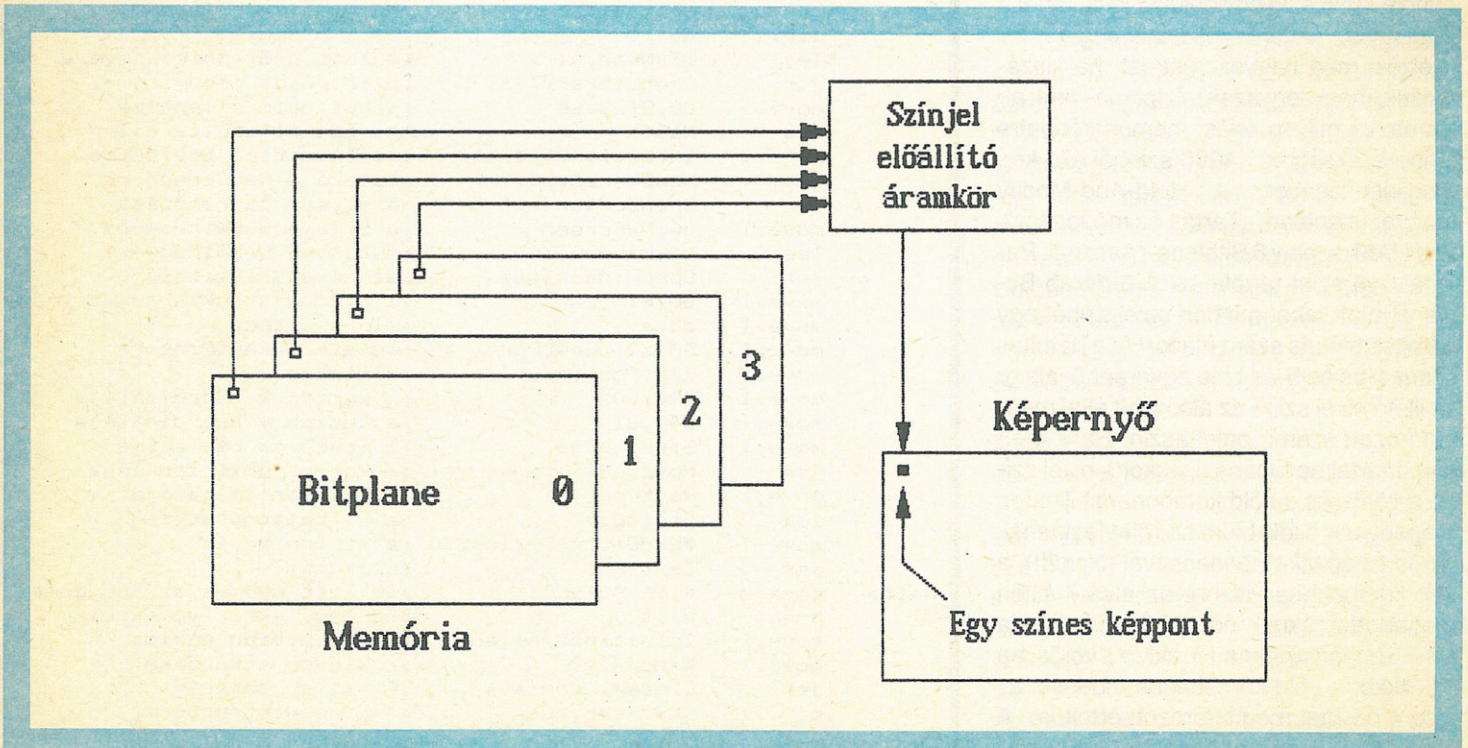 Színjel
előállító
áramkör
3
2
1
Bitplane 0
Memória
Képernyő
Egy színes képpont